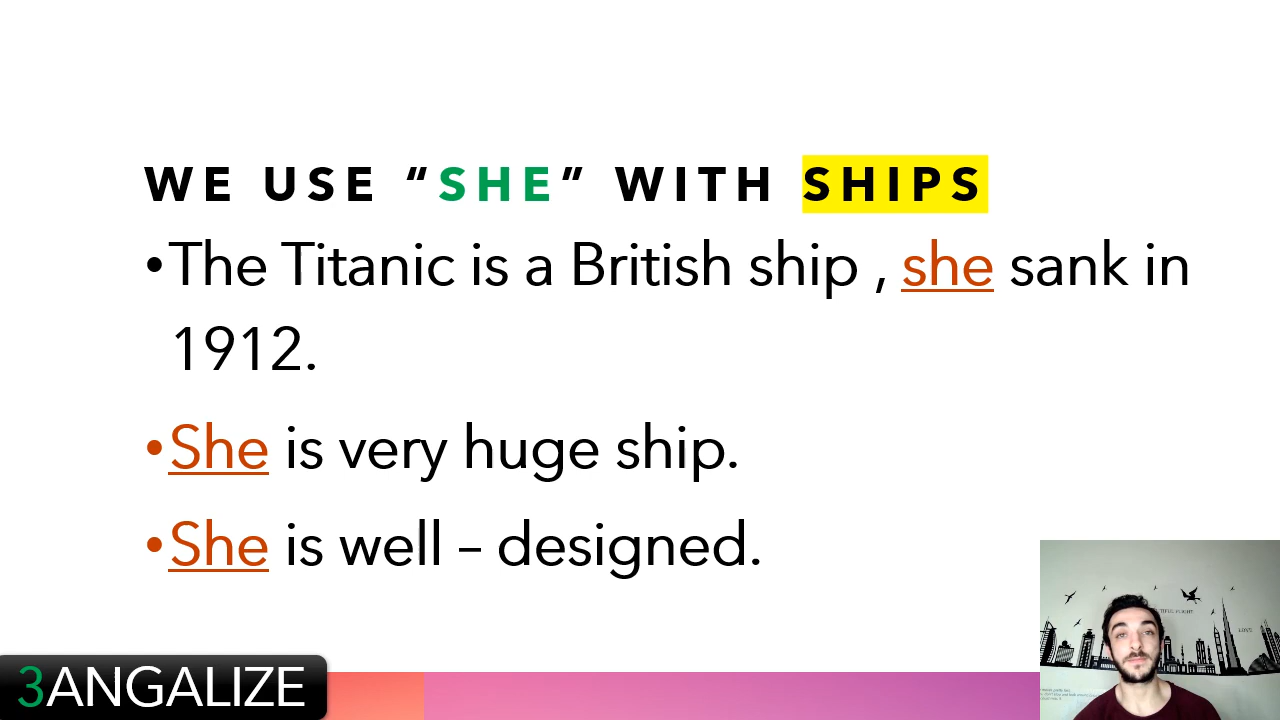 WE USE “SHE” WITH SHIPS
•The Titanic is a British ship , she sank in
1912.
•She is very huge ship.
•She is well – designed.
3ANGALIZE
LOVE